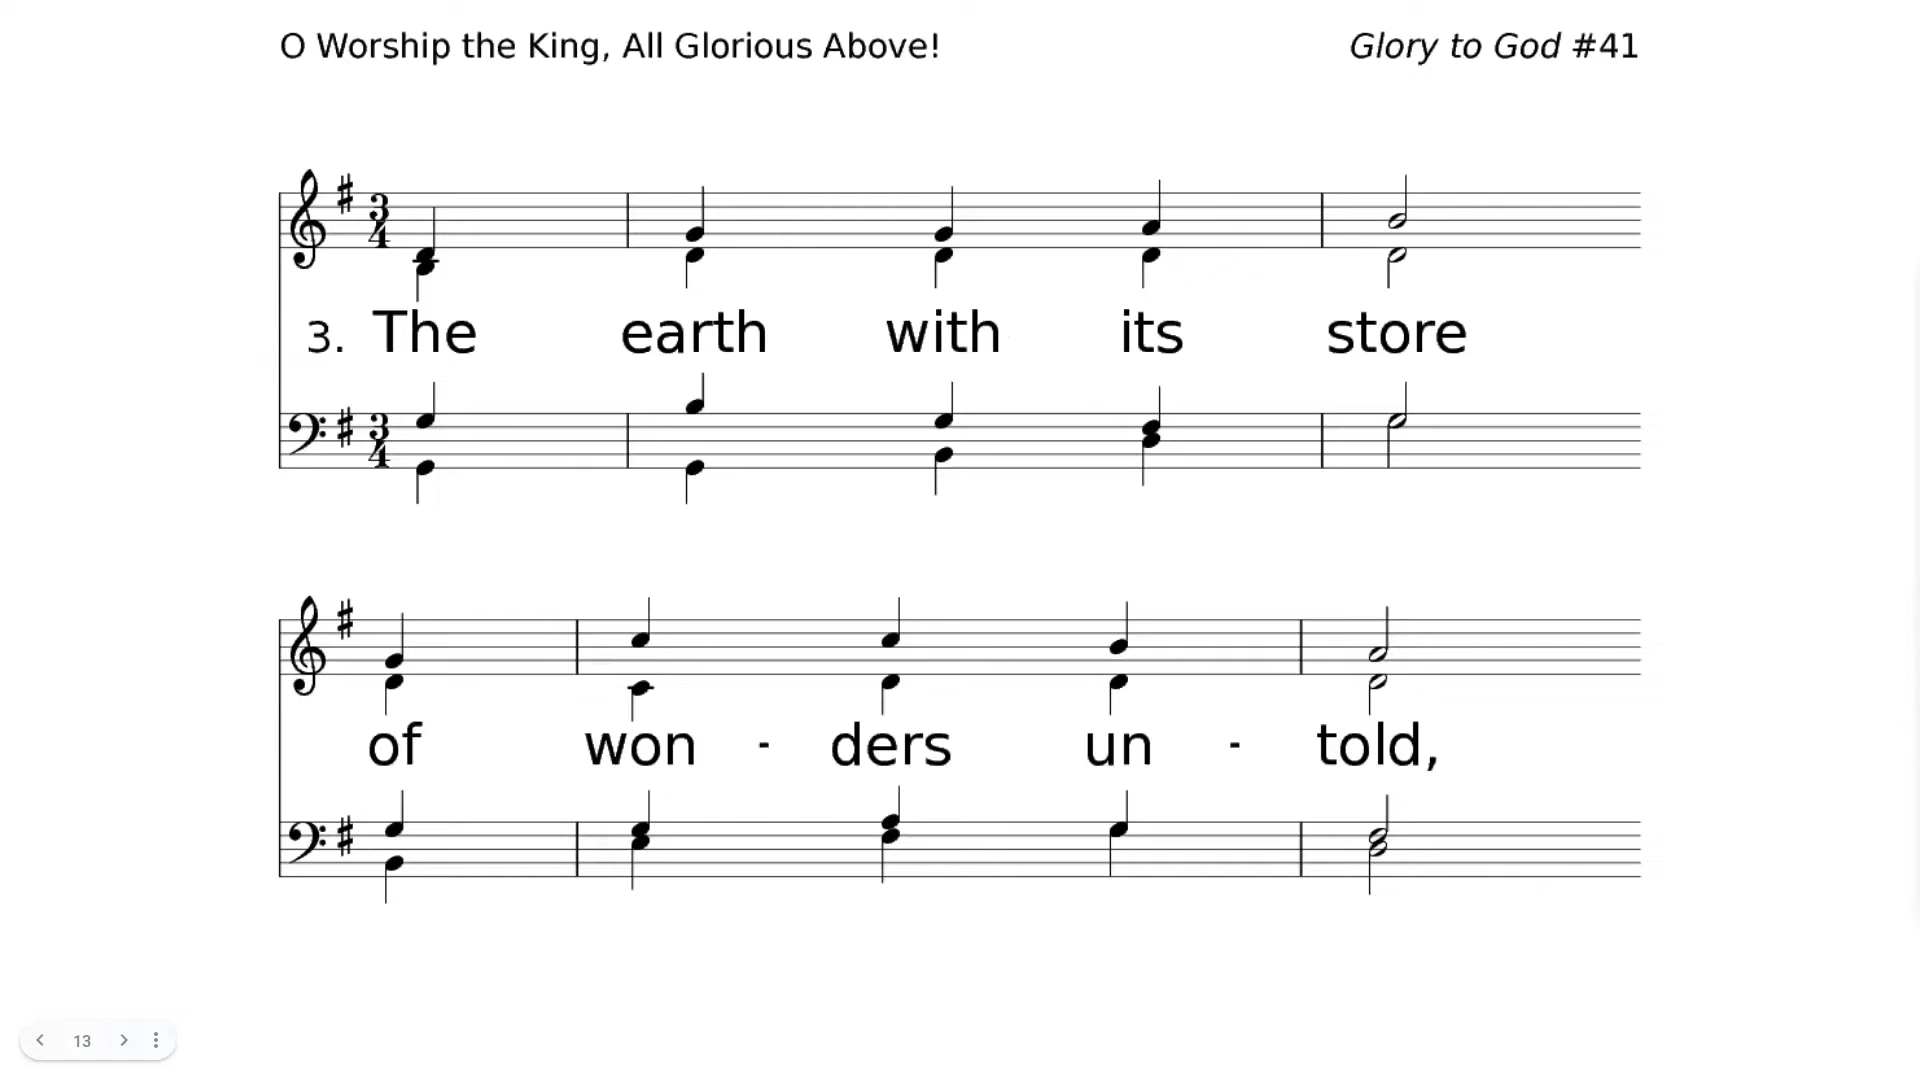 O Worship the King, All Glorious Above! Glory to God #41
3. The earth with its store
of won - ders un - told,
13